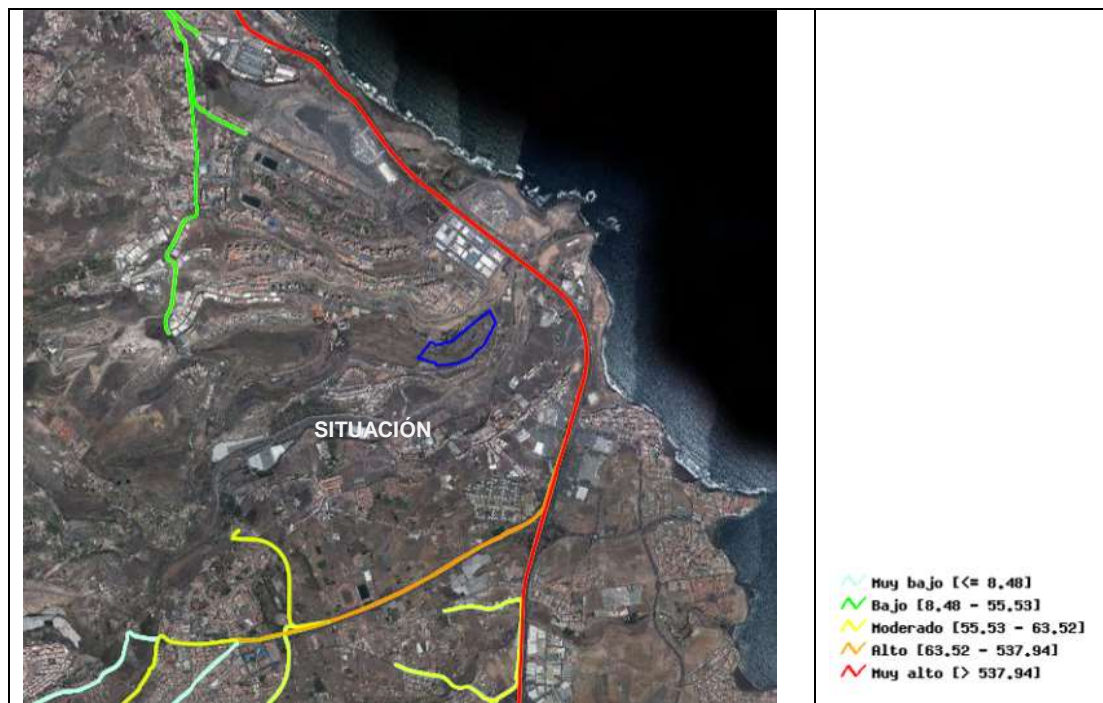 SITUACIÓN
Muy bajo [<= 8.48]
Bajo [8.48 - 55.53]
Moderado [55.53 - 63.52]
Alto [63.52 - 537.94]
Muy alto [> 537.94]